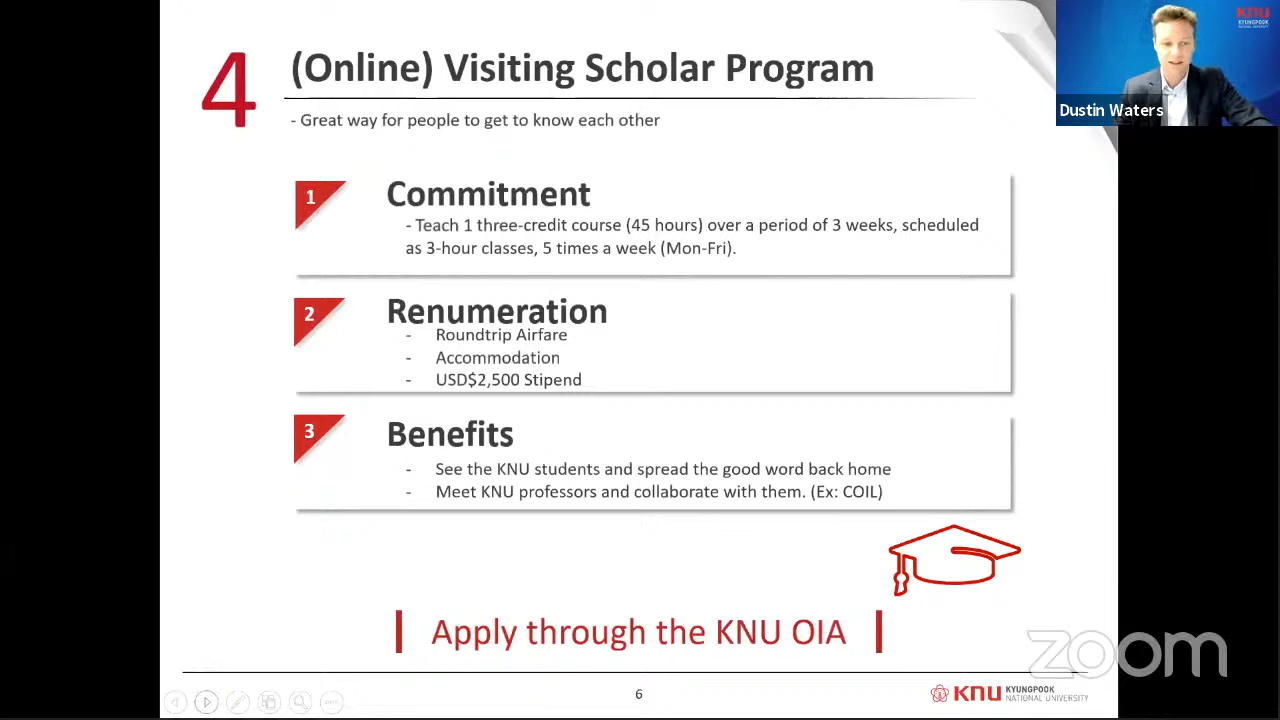 4
(Online) Visiting Scholar Program
- Great way for people to get to know each other
1
Commitment
- Teach 1 three-credit course (45 hours) over a period of 3 weeks, scheduled
as 3-hour classes, 5 times a week (Mon-Fri).
2
Renumeration
- Roundtrip Airfare
- Accommodation
- USD$2,500 Stipend
3
Benefits
- See the KNU students and spread the good word back home
- Meet KNU professors and collaborate with them. (Ex: COIL)
Apply through the KNU OIA
6
KNU KYUNGPOOK
NATIONAL UNIVERSITY
KNU
KYUNGPOOK
NATIONAL UNIVERSITY
Dustin Waters
zoom